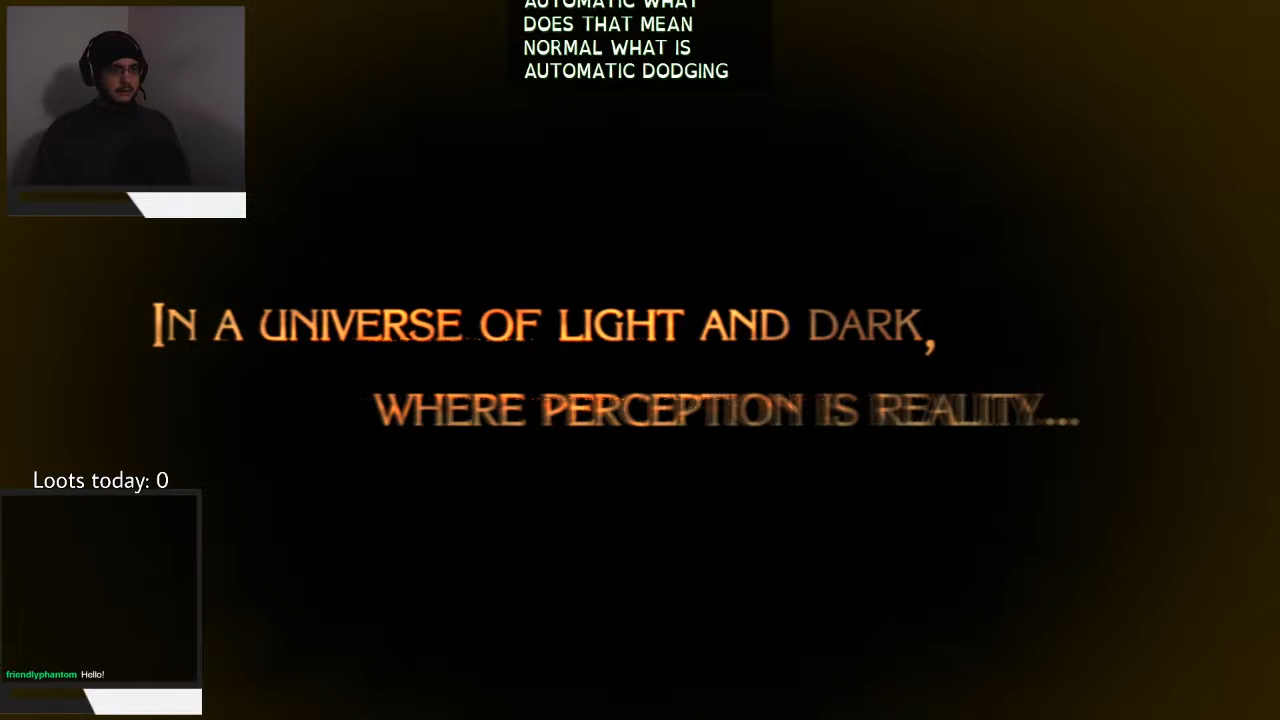 AUTOMATIC WHAT
DOES THAT MEAN
NORMAL WHAT IS
AUTOMATIC DODGING
IN A UNIVERSE OF LIGHT AND DARK,
WHERE PERCEPTION IS REALITY....
Loots today: 0
friendlyphantom Hello!